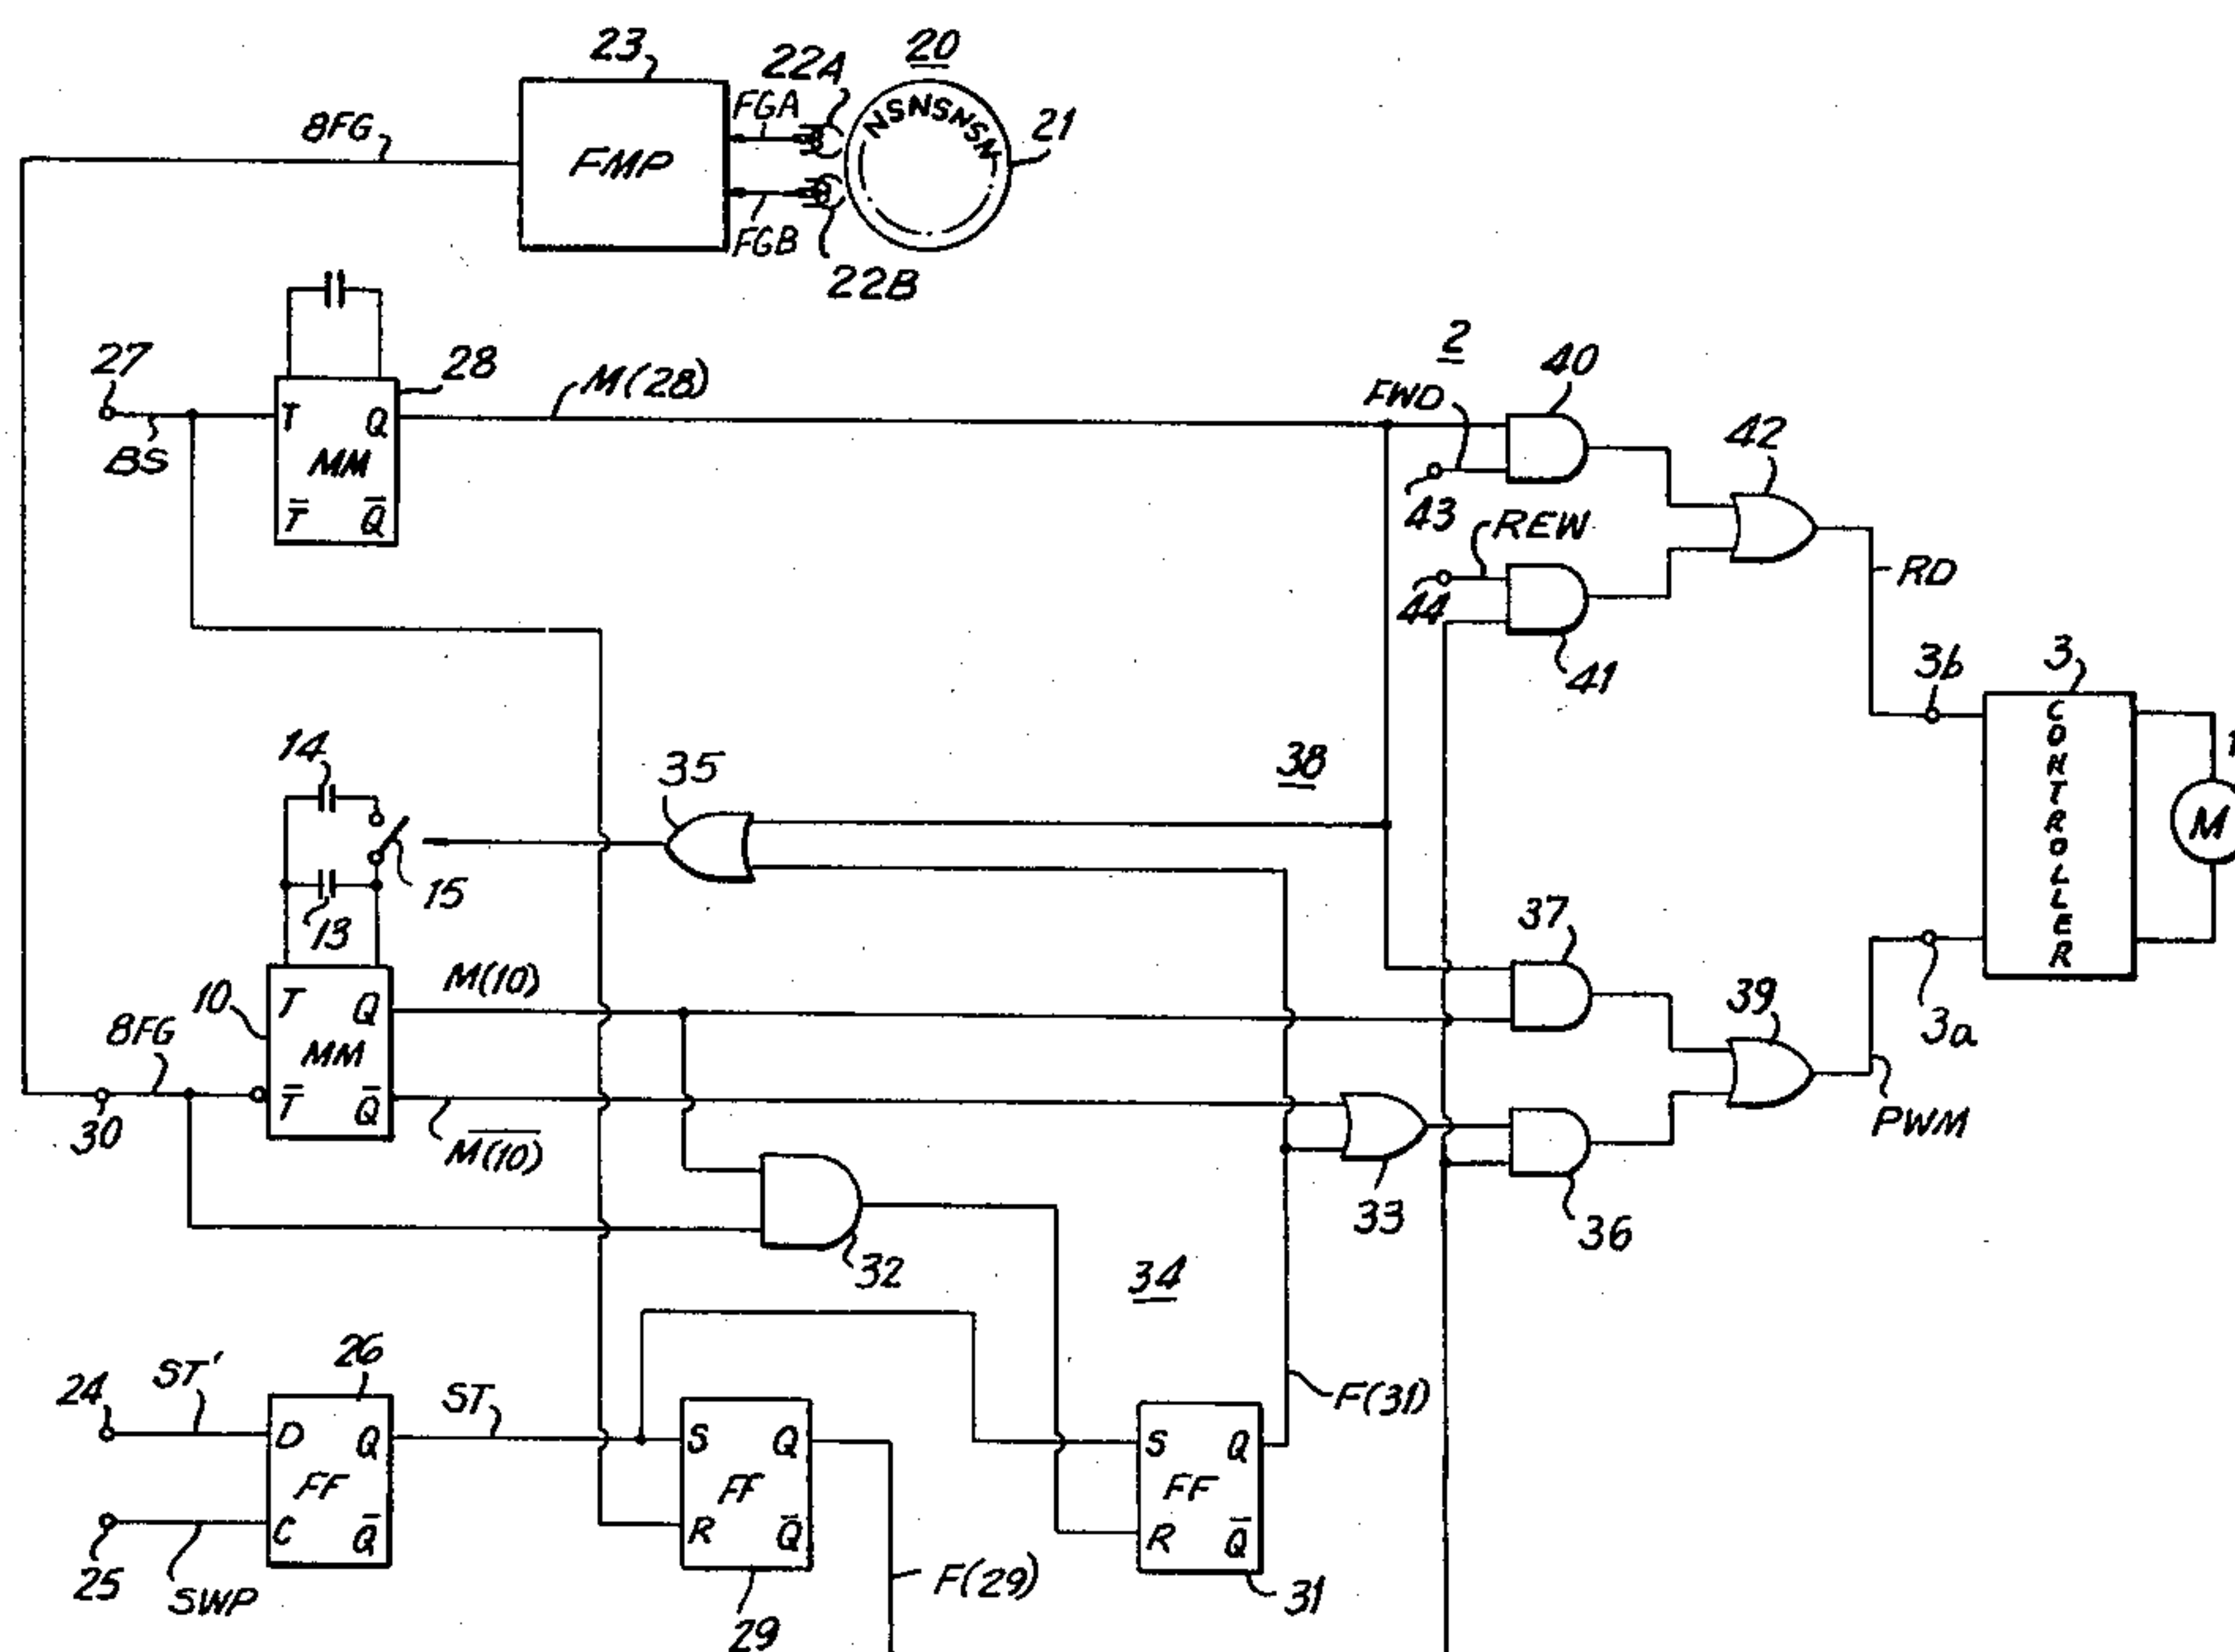 23
22A
20
FGA
NSNSNSN
21
8FG
FMP
FGB
22B
27
28
M(28)
2
40
FWD
T Q
BS
MM
T̅ Q̅
42
43
REW
44
RD
41
3b
3
14
35
38
CONTROLLER
1
M
15
13
37
10
T Q
M(10)
39
8FG
MM
3a
T̅ Q̅
30
M̅(̅1̅0̅)̅
PWM
33
36
32
34
26
24
ST'
ST
F(31)
D Q
S Q
S Q
FF
FF
FF
C Q̅
R Q̅
R Q̅
25
SWP
F(29)
31
29